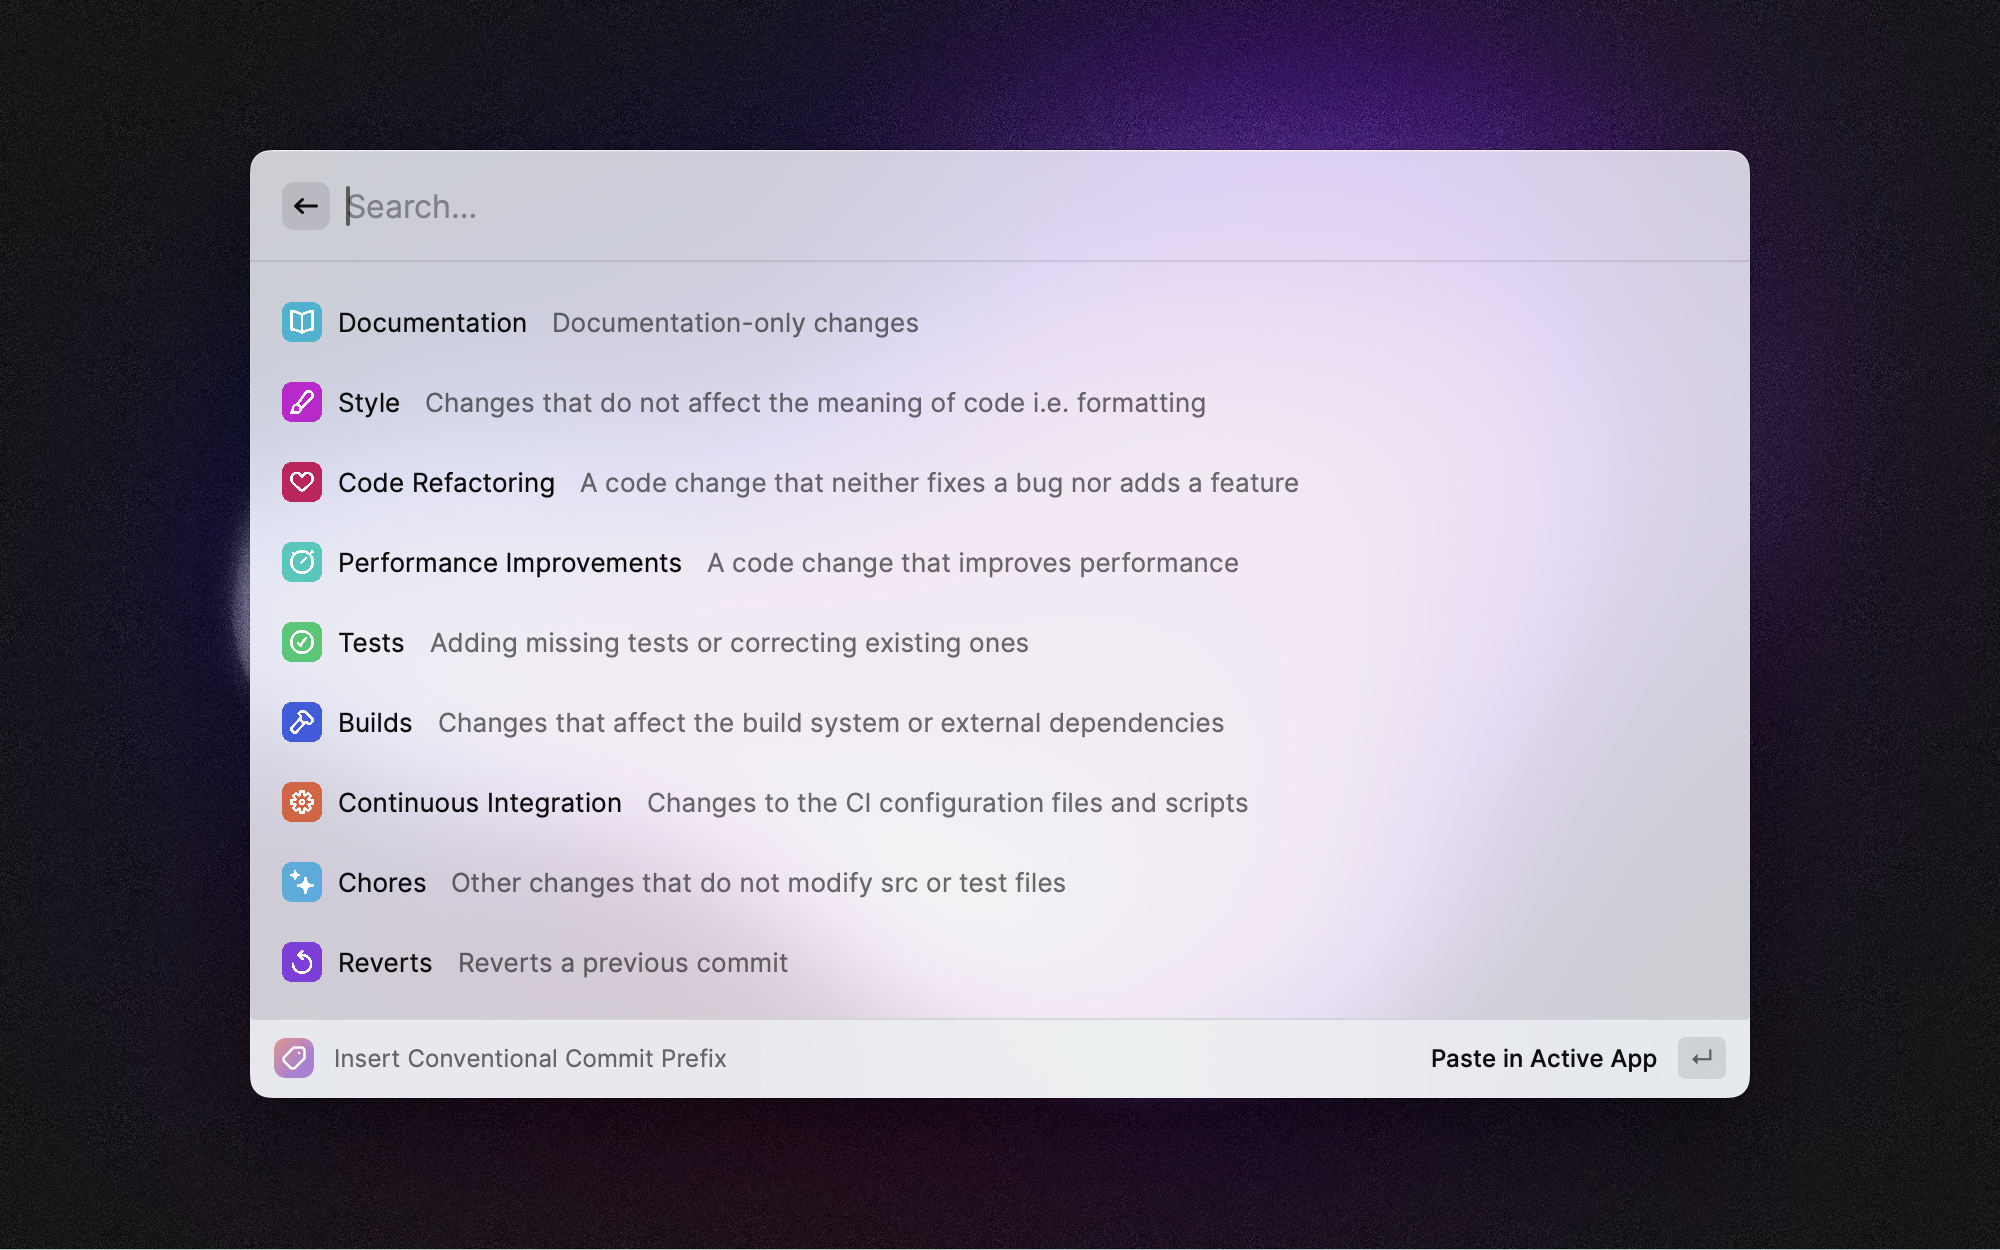 Search...
Documentation Documentation-only changes
Style Changes that do not affect the meaning of code i.e. formatting
Code Refactoring A code change that neither fixes a bug nor adds a feature
Performance Improvements A code change that improves performance
Tests Adding missing tests or correcting existing ones
Builds Changes that affect the build system or external dependencies
Continuous Integration Changes to the CI configuration files and scripts
Chores Other changes that do not modify src or test files
Reverts Reverts a previous commit
Insert Conventional Commit Prefix Paste in Active App